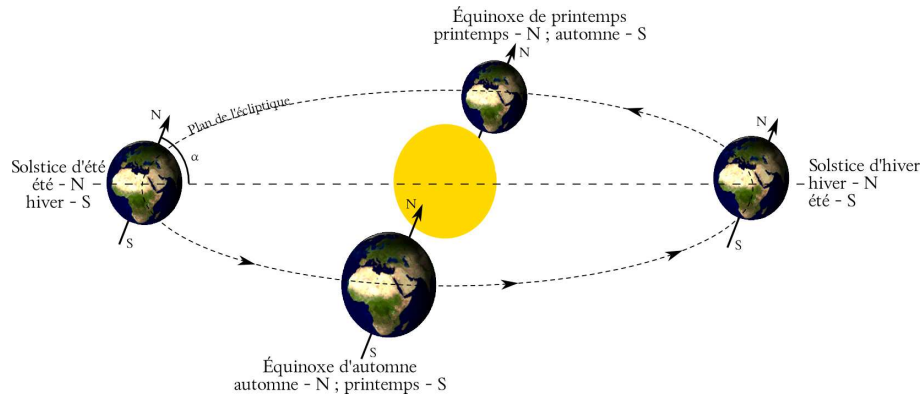 Équinoxe de printemps
printemps - N ; automne - S
N
Plan de l'écliptique
N
α
Solstice d'été
été - N
hiver - S
S
N
Solstice d'hiver
hiver - N
été - S
S
N
S
Équinoxe d'automne
automne - N ; printemps - S